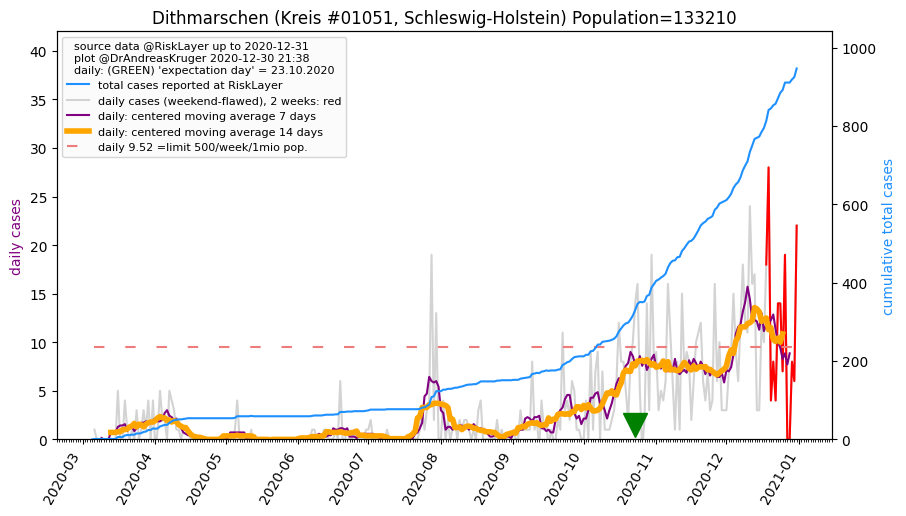 Dithmarschen (Kreis #01051, Schleswig-Holstein) Population=133210
source data @RiskLayer up to 2020-12-31
plot @DrAndreasKruger 2020-12-30 21:38
daily: (GREEN) 'expectation day' = 23.10.2020
total cases reported at RiskLayer
daily cases (weekend-flawed), 2 weeks: red
daily: centered moving average 7 days
daily: centered moving average 14 days
daily 9.52 =limit 500/week/1mio pop.
daily cases
40
35
30
25
20
15
10
5
0
cumulative total cases
1000
800
600
400
200
0
2020-03
2020-04
2020-05
2020-06
2020-07
2020-08
2020-09
2020-10
2020-11
2020-12
2021-01